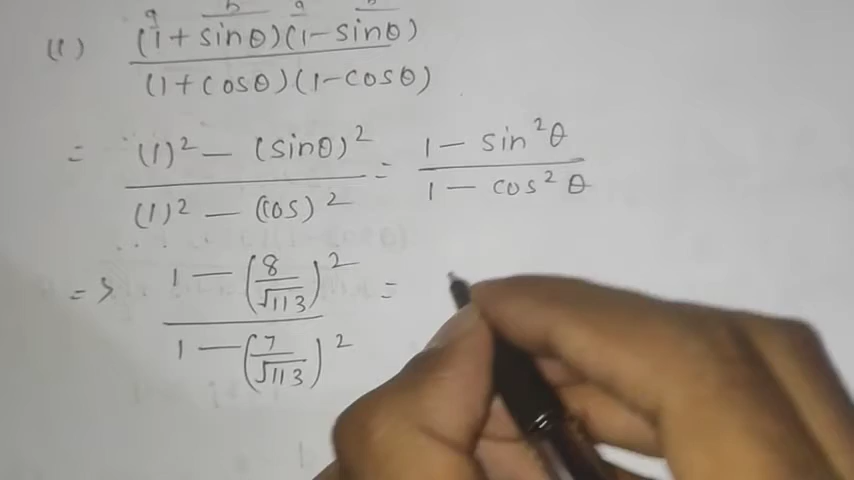 a b a b
(1) (1+sinθ)(1-sinθ)
(1+cosθ)(1-cosθ)
= (1)² - (sinθ)² = 1 - sin²θ
(1)² - (cos)² 1 - cos²θ
=> 1 - (8/√113)² =
1 - (7/√113)²